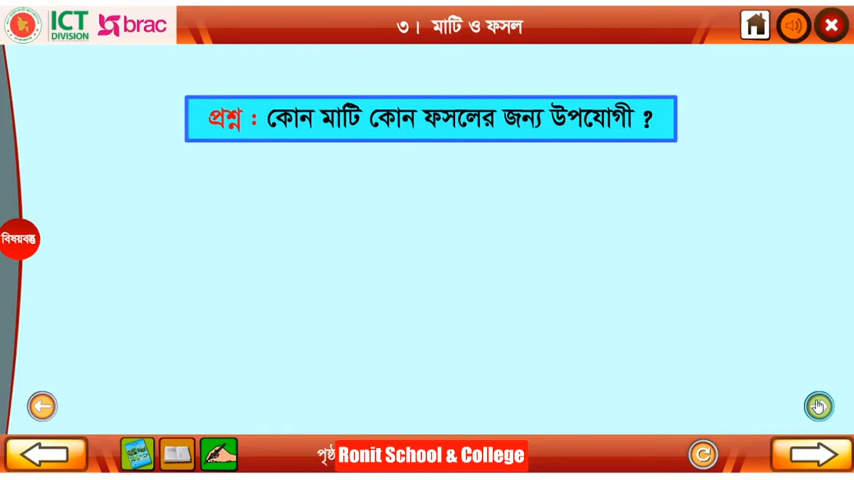 ICT
DIVISION
brac
৩। মাটি ও ফসল
প্রশ্ন : কোন মাটি কোন ফসলের জন্য উপযোগী ?
বিষয়বস্তু
Ronit School & College